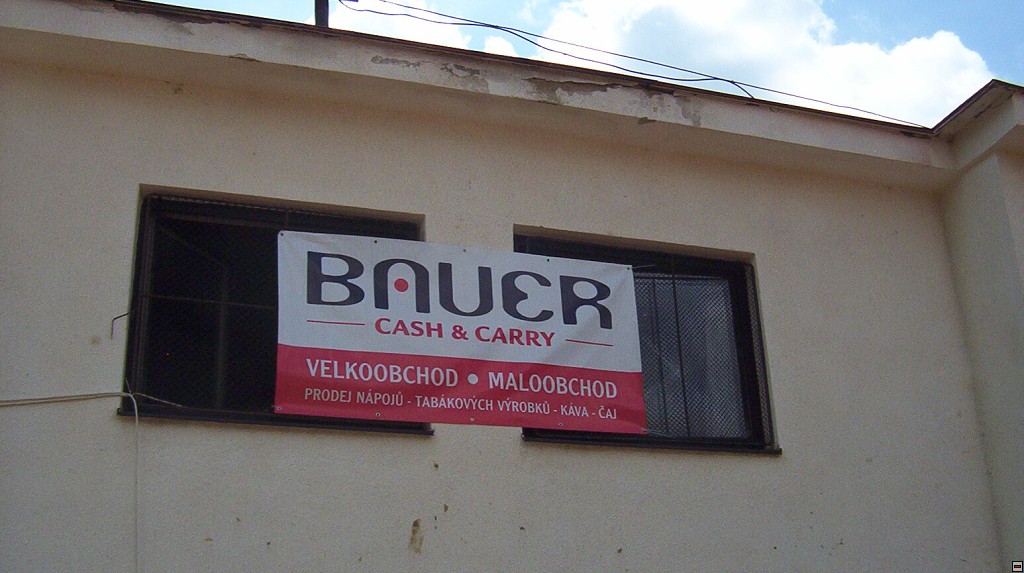 BAUER
CASH & CARRY
VELKOOBCHOD • MALOOBCHOD
PRODEJ NÁPOJŮ - TABÁKOVÝCH VÝROBKŮ - KÁVA - ČAJ